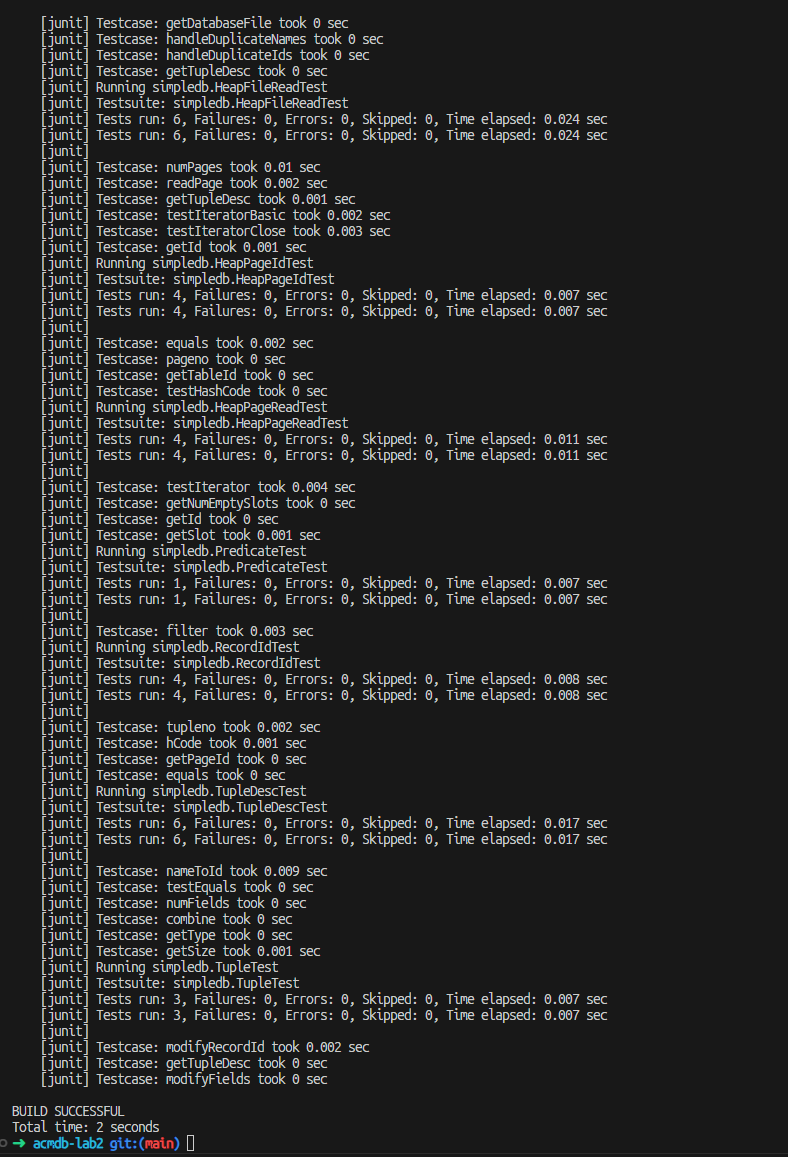 [junit] Testcase: getDatabaseFile took 0 sec
[junit] Testcase: handleDuplicateNames took 0 sec
[junit] Testcase: handleDuplicateIds took 0 sec
[junit] Testcase: getTupleDesc took 0 sec
[junit] Running simpledb.HeapFileReadTest
[junit] Testsuite: simpledb.HeapFileReadTest
[junit] Tests run: 6, Failures: 0, Errors: 0, Skipped: 0, Time elapsed: 0.024 sec
[junit] Tests run: 6, Failures: 0, Errors: 0, Skipped: 0, Time elapsed: 0.024 sec
[junit]
[junit] Testcase: numPages took 0.01 sec
[junit] Testcase: readPage took 0.002 sec
[junit] Testcase: getTupleDesc took 0.001 sec
[junit] Testcase: testIteratorBasic took 0.002 sec
[junit] Testcase: testIteratorClose took 0.003 sec
[junit] Testcase: getId took 0.001 sec
[junit] Running simpledb.HeapPageIdTest
[junit] Testsuite: simpledb.HeapPageIdTest
[junit] Tests run: 4, Failures: 0, Errors: 0, Skipped: 0, Time elapsed: 0.007 sec
[junit] Tests run: 4, Failures: 0, Errors: 0, Skipped: 0, Time elapsed: 0.007 sec
[junit]
[junit] Testcase: equals took 0.002 sec
[junit] Testcase: pageno took 0 sec
[junit] Testcase: getTableId took 0 sec
[junit] Testcase: testHashCode took 0 sec
[junit] Running simpledb.HeapPageReadTest
[junit] Testsuite: simpledb.HeapPageReadTest
[junit] Tests run: 4, Failures: 0, Errors: 0, Skipped: 0, Time elapsed: 0.011 sec
[junit] Tests run: 4, Failures: 0, Errors: 0, Skipped: 0, Time elapsed: 0.011 sec
[junit]
[junit] Testcase: testIterator took 0.004 sec
[junit] Testcase: getNumEmptySlots took 0 sec
[junit] Testcase: getId took 0 sec
[junit] Testcase: getSlot took 0.001 sec
[junit] Running simpledb.PredicateTest
[junit] Testsuite: simpledb.PredicateTest
[junit] Tests run: 1, Failures: 0, Errors: 0, Skipped: 0, Time elapsed: 0.007 sec
[junit] Tests run: 1, Failures: 0, Errors: 0, Skipped: 0, Time elapsed: 0.007 sec
[junit]
[junit] Testcase: filter took 0.003 sec
[junit] Running simpledb.RecordIdTest
[junit] Testsuite: simpledb.RecordIdTest
[junit] Tests run: 4, Failures: 0, Errors: 0, Skipped: 0, Time elapsed: 0.008 sec
[junit] Tests run: 4, Failures: 0, Errors: 0, Skipped: 0, Time elapsed: 0.008 sec
[junit]
[junit] Testcase: tupleno took 0.002 sec
[junit] Testcase: hCode took 0.001 sec
[junit] Testcase: getPageId took 0 sec
[junit] Testcase: equals took 0 sec
[junit] Running simpledb.TupleDescTest
[junit] Testsuite: simpledb.TupleDescTest
[junit] Tests run: 6, Failures: 0, Errors: 0, Skipped: 0, Time elapsed: 0.017 sec
[junit] Tests run: 6, Failures: 0, Errors: 0, Skipped: 0, Time elapsed: 0.017 sec
[junit]
[junit] Testcase: nameToId took 0.009 sec
[junit] Testcase: testEquals took 0 sec
[junit] Testcase: numFields took 0 sec
[junit] Testcase: combine took 0 sec
[junit] Testcase: getType took 0 sec
[junit] Testcase: getSize took 0.001 sec
[junit] Running simpledb.TupleTest
[junit] Testsuite: simpledb.TupleTest
[junit] Tests run: 3, Failures: 0, Errors: 0, Skipped: 0, Time elapsed: 0.007 sec
[junit] Tests run: 3, Failures: 0, Errors: 0, Skipped: 0, Time elapsed: 0.007 sec
[junit]
[junit] Testcase: modifyRecordId took 0.002 sec
[junit] Testcase: getTupleDesc took 0 sec
[junit] Testcase: modifyFields took 0 sec
BUILD SUCCESSFUL
Total time: 2 seconds
➜ acmdb-lab2 git:(main)